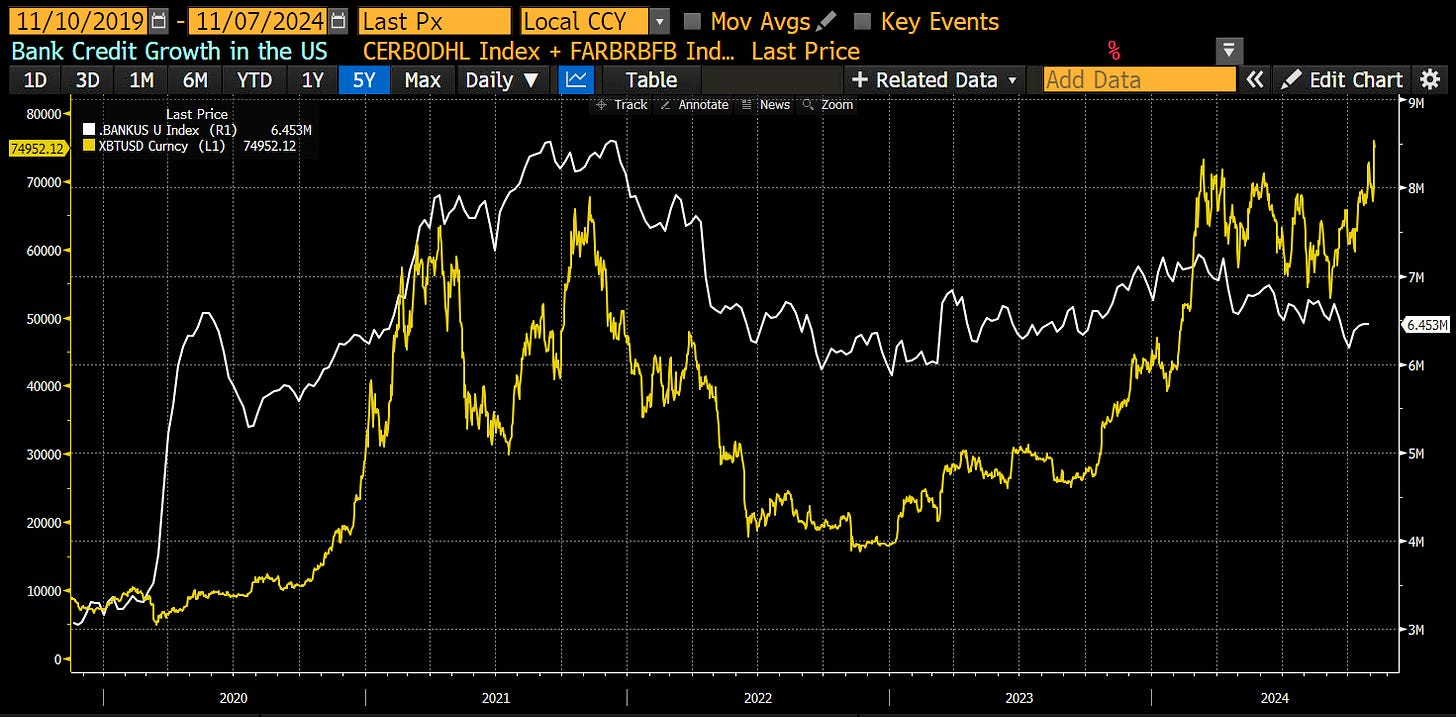 11/10/2019 - 11/07/2024 Last Px Local CCY Mov Avgs Key Events
Bank Credit Growth in the US CERBODHL Index + FARBRBFB Ind... Last Price %
1D 3D 1M 6M YTD 1Y 5Y Max Daily ▼ Table + Related Data Add Data « Edit Chart
Track Annotate News Zoom
Last Price
.BANKUS U Index (R1) 6.453M
XBTUSD Curncy (L1) 74952.12
80000
74952.12
70000
60000
50000
40000
30000
20000
10000
0
9M
8M
7M
6.453M
6M
5M
4M
3M
2020 2021 2022 2023 2024